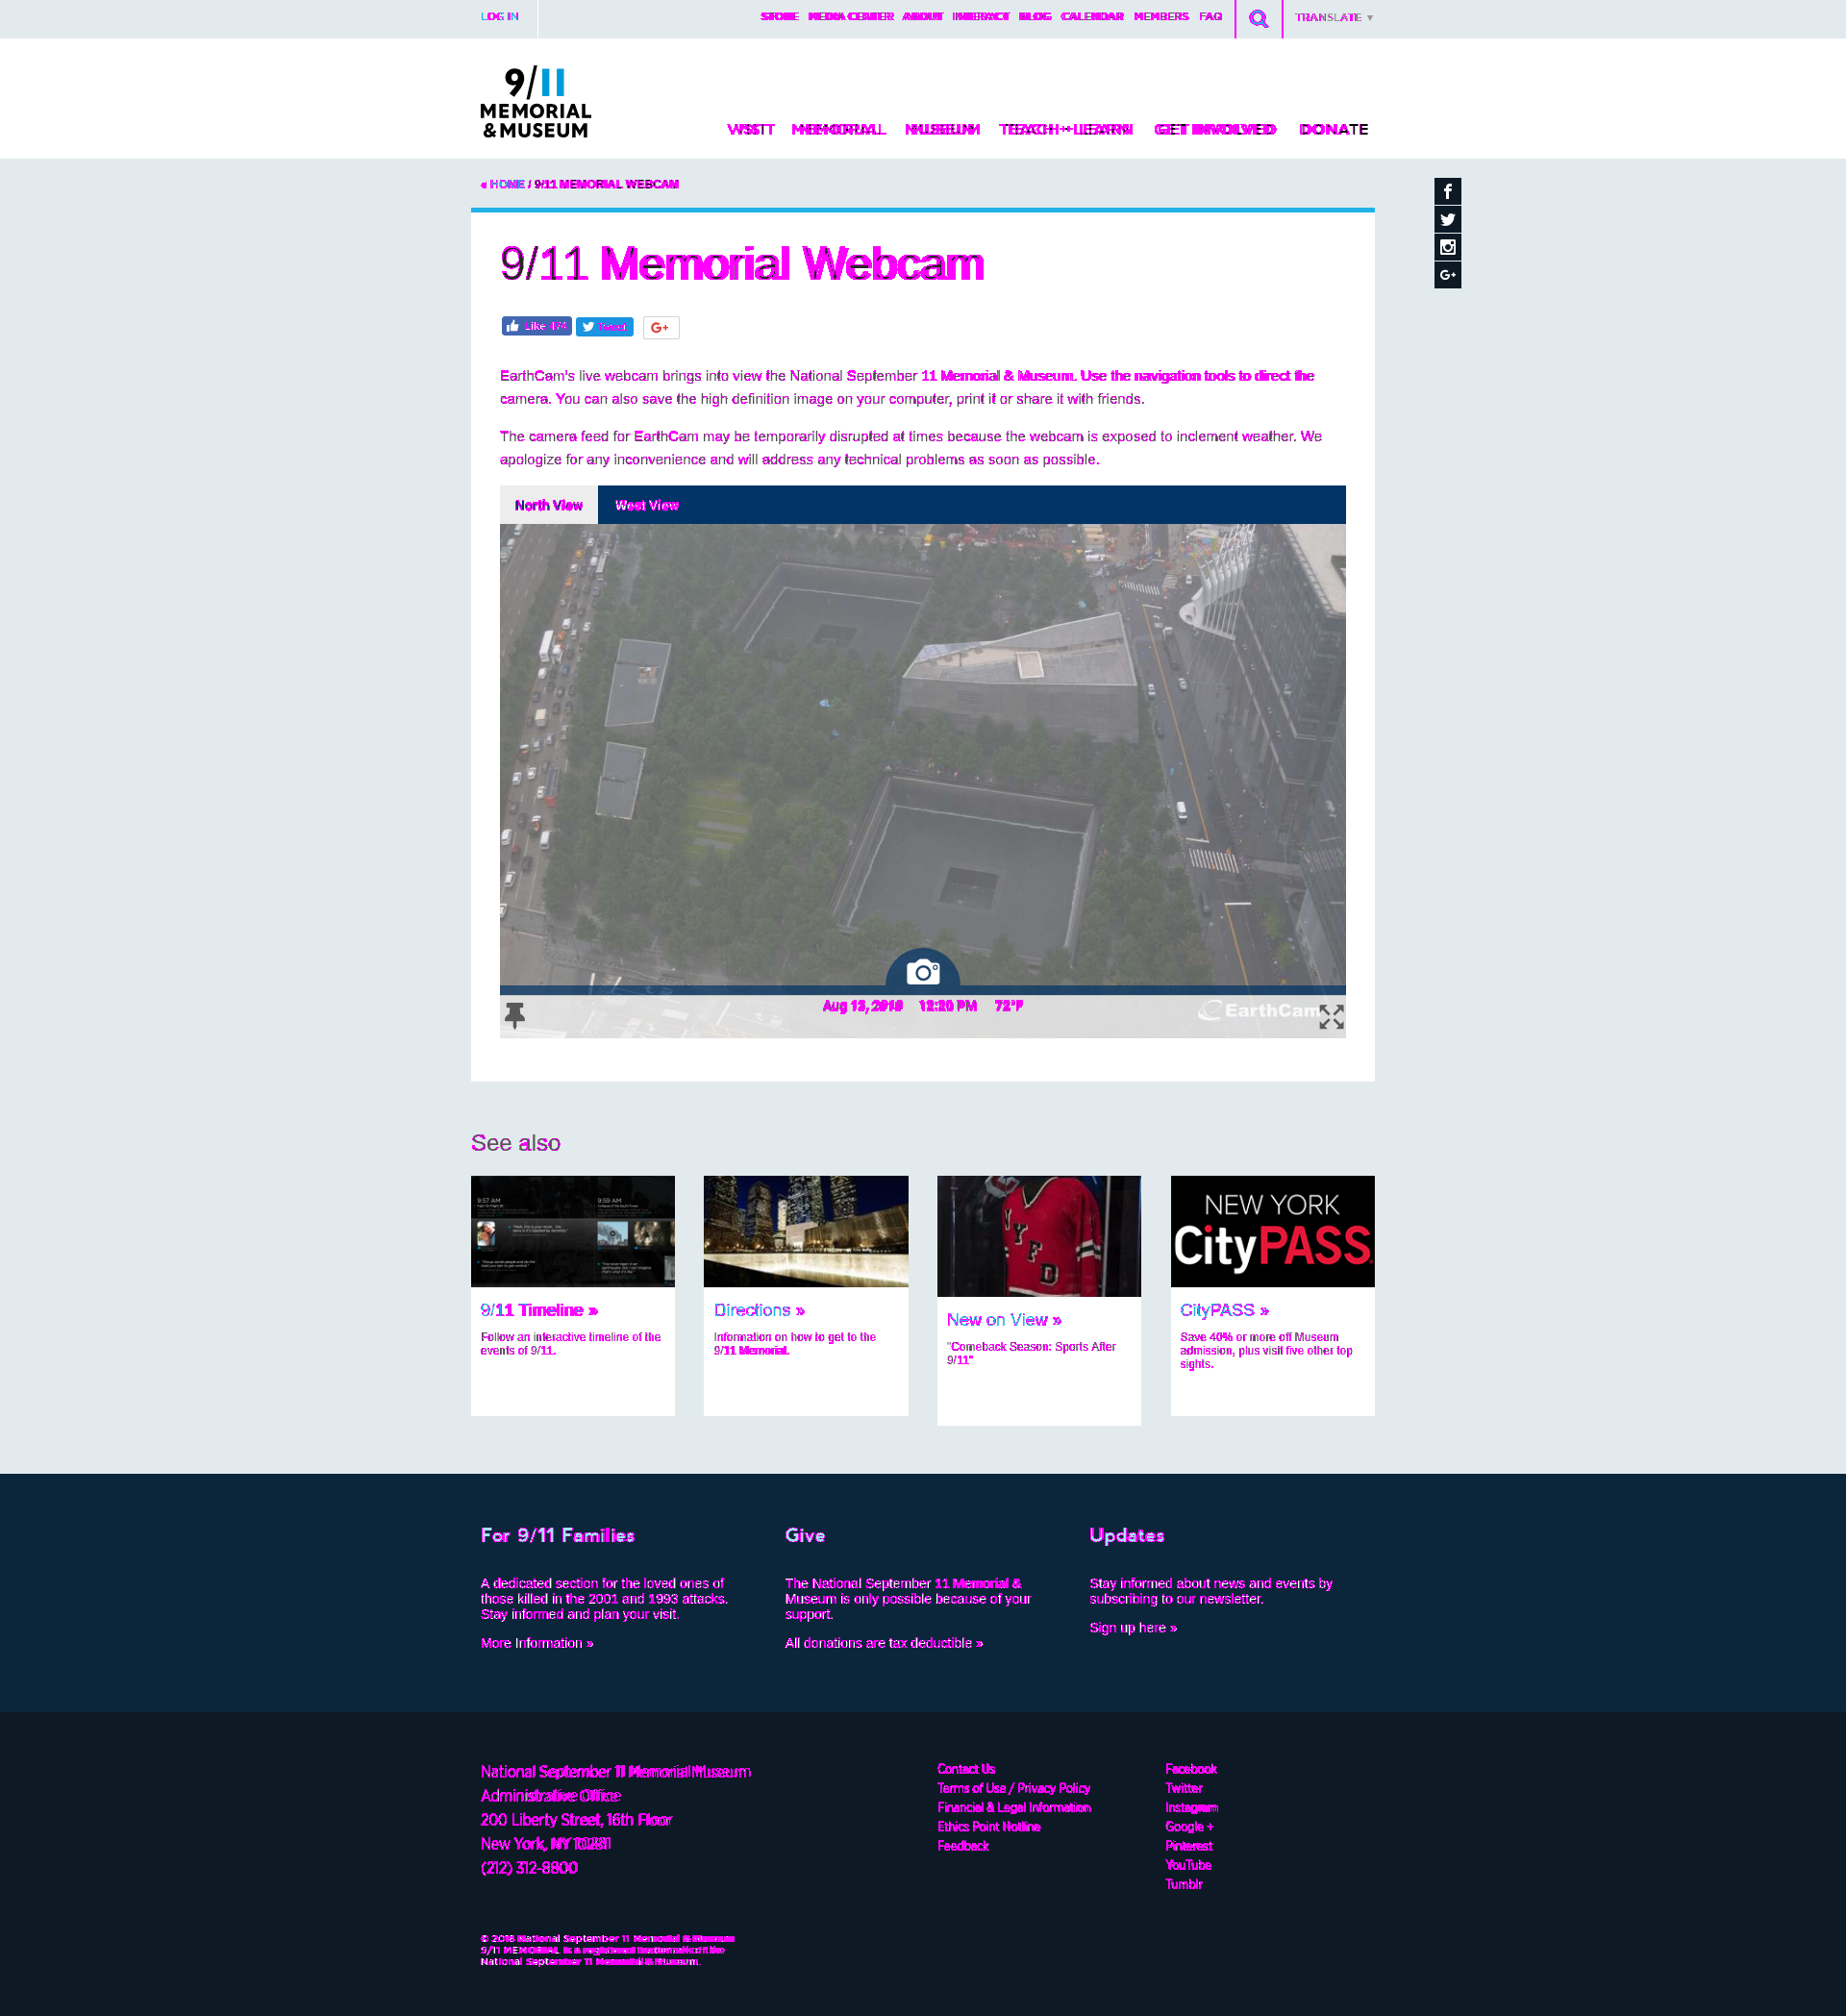 LOG IN
STORE MEDIA CENTER ABOUT INTERACT BLOG CALENDAR MEMBERS FAQ
TRANSLATE ▼
9/11
MEMORIAL
&MUSEUM
VISIT MEMORIAL MUSEUM TEACH + LEARN GET INVOLVED DONATE
« HOME / 9/11 MEMORIAL WEBCAM
9/11 Memorial Webcam
Like 474 Tweet G+
EarthCam's live webcam brings into view the National September 11 Memorial & Museum. Use the navigation tools to direct the
camera. You can also save the high definition image on your computer, print it or share it with friends.
The camera feed for EarthCam may be temporarily disrupted at times because the webcam is exposed to inclement weather. We
apologize for any inconvenience and will address any technical problems as soon as possible.
North View West View
72°F
EarthCam
See also
9:57 AM 9:59 AM
NYFD
NEW YORK
CityPASS
9/11 Timeline »
Follow an interactive timeline of the
events of 9/11.
Directions »
Information on how to get to the
9/11 Memorial.
New on View »
"Comeback Season: Sports After
9/11"
CityPASS »
Save 40% or more off Museum
admission, plus visit five other top
sights.
For 9/11 Families
A dedicated section for the loved ones of
those killed in the 2001 and 1993 attacks.
Stay informed and plan your visit.
More Information »
Give
The National September 11 Memorial &
Museum is only possible because of your
support.
All donations are tax deductible »
Updates
Stay informed about news and events by
subscribing to our newsletter.
Sign up here »
National September 11 Memorial Museum
Administrative Office
200 Liberty Street, 16th Floor
New York, NY 10281
(212) 312-8800
Contact Us
Terms of Use / Privacy Policy
Financial & Legal Information
Ethics Point Hotline
Feedback
Facebook
Twitter
Instagram
Google +
Pinterest
YouTube
Tumblr
© 2018 National September 11 Memorial & Museum
9/11 MEMORIAL is a registered trademark of the
National September 11 Memorial & Museum.